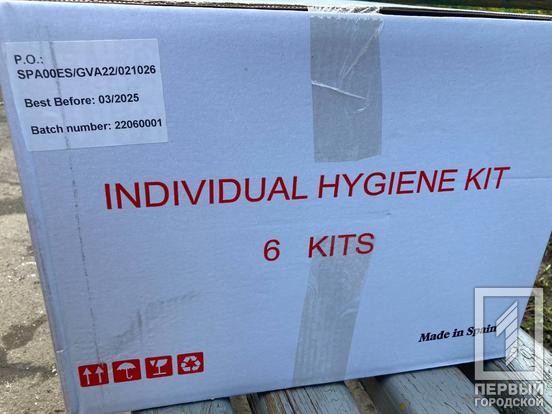 P.O.:
SPA00ES/GVA22/021026
Best Before: 03/2025
Batch number: 22060001
INDIVIDUAL HYGIENE KIT
6 KITS
Made in Spain
ПЕРВЫЙ
ГОРОДСКОЙ